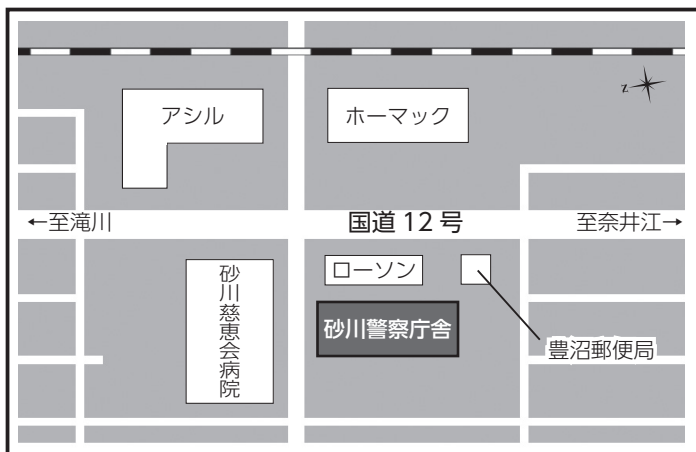 アシル
ホーマック
z
←至滝川
国道 12 号
至奈井江→
砂川慈恵会病院
ローソン
砂川警察庁舎
豊沼郵便局